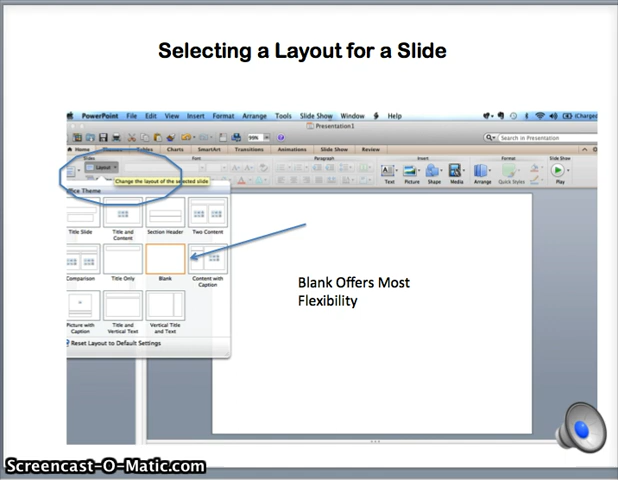 Selecting a Layout for a Slide
PowerPoint File Edit View Insert Format Arrange Tools Slide Show Window Help
Presentation1
99%
Search in Presentation
Home Tables Charts SmartArt Transitions Animations Slide Show Review
Slides Font Paragraph Insert Format Slide Show
Layout
Text Picture Shape Media Arrange Quick Styles Play
Change the layout of the selected slide
ffice Theme
Title Slide Title and Content Section Header Two Content
Comparison Title Only Blank Content with Caption
Picture with Caption Title and Vertical Text Vertical Title and Text
Reset Layout to Default Settings
Blank Offers Most
Flexibility
Screencast-O-Matic.com